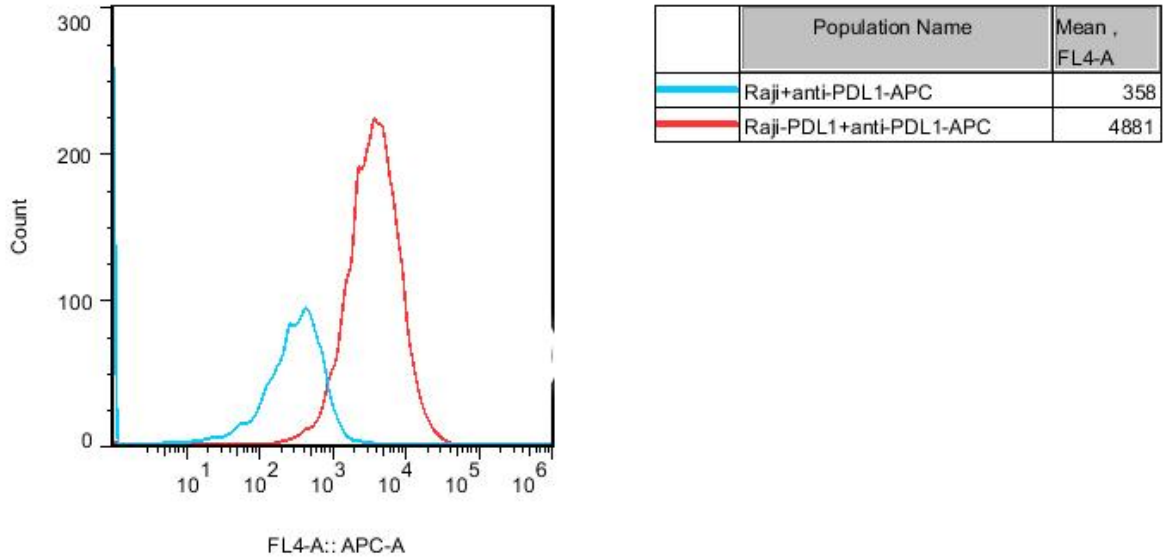 300
200
100
0
Count
10^1 10^2 10^3 10^4 10^5 10^6
FL4-A:: APC-A
Population Name Mean , FL4-A
Raji+anti-PDL1-APC 358
Raji-PDL1+anti-PDL1-APC 4881